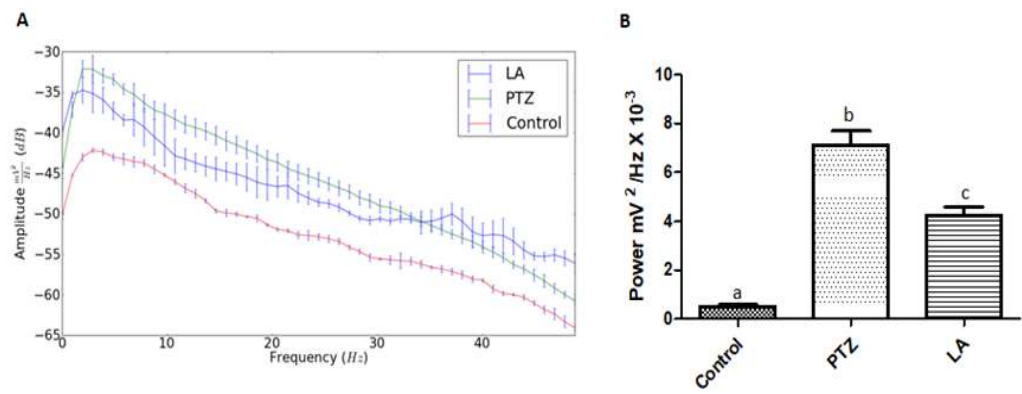 A
Amplitude mV²/Hz (dB)
−30
−35
−40
−45
−50
−55
−60
−65
0
10
20
30
40
Frequency (Hz)
LA
PTZ
Control
B
Power mV ² /Hz X 10⁻³
10
8
6
4
2
0
a
b
c
Control
PTZ
LA